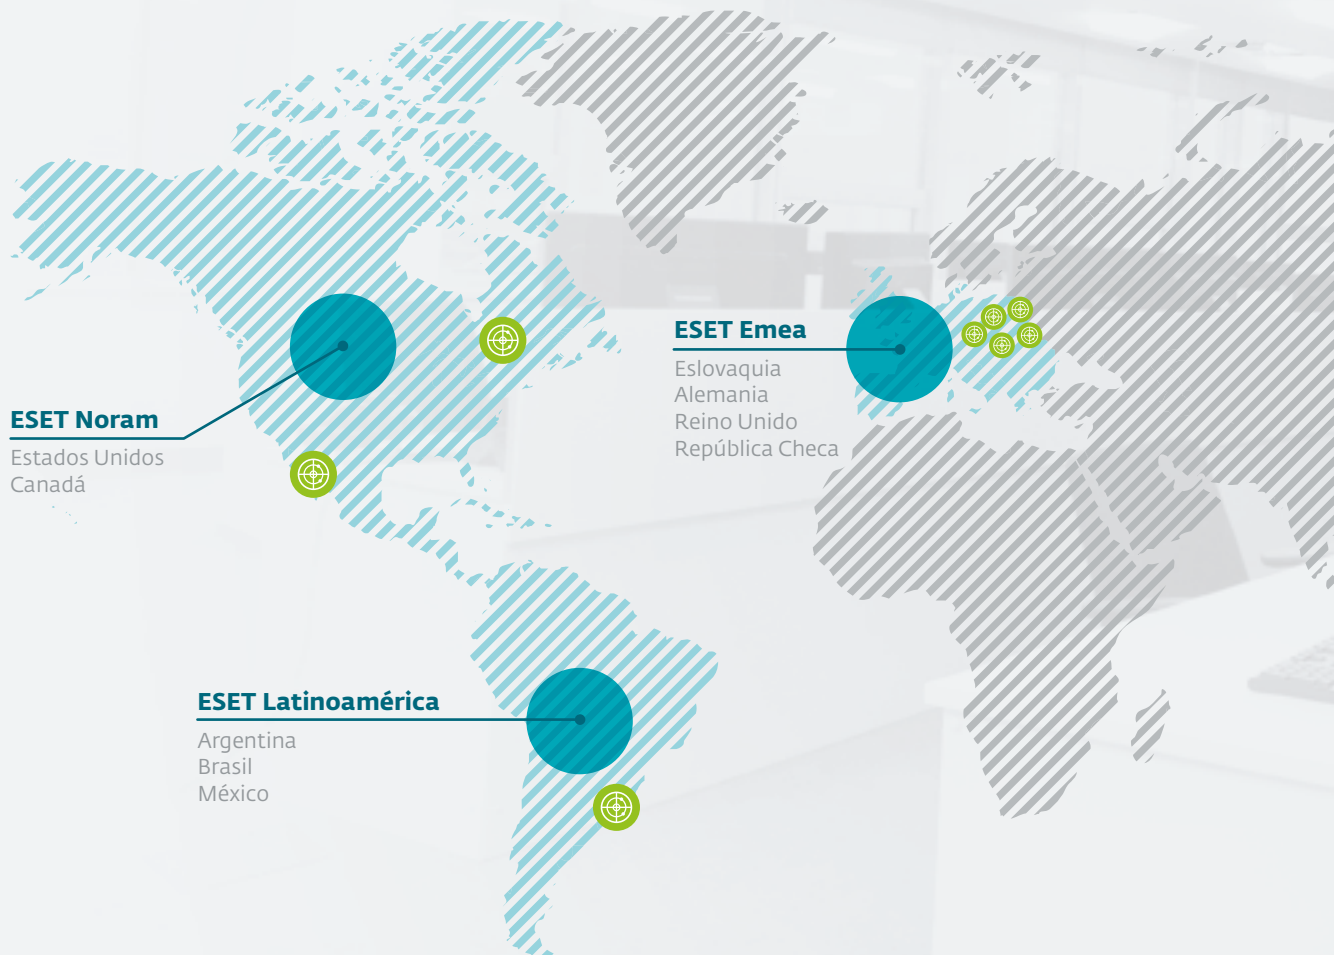 ESET Noram
Estados Unidos
Canadá
ESET Emea
Eslovaquia
Alemania
Reino Unido
República Checa
ESET Latinoamérica
Argentina
Brasil
México